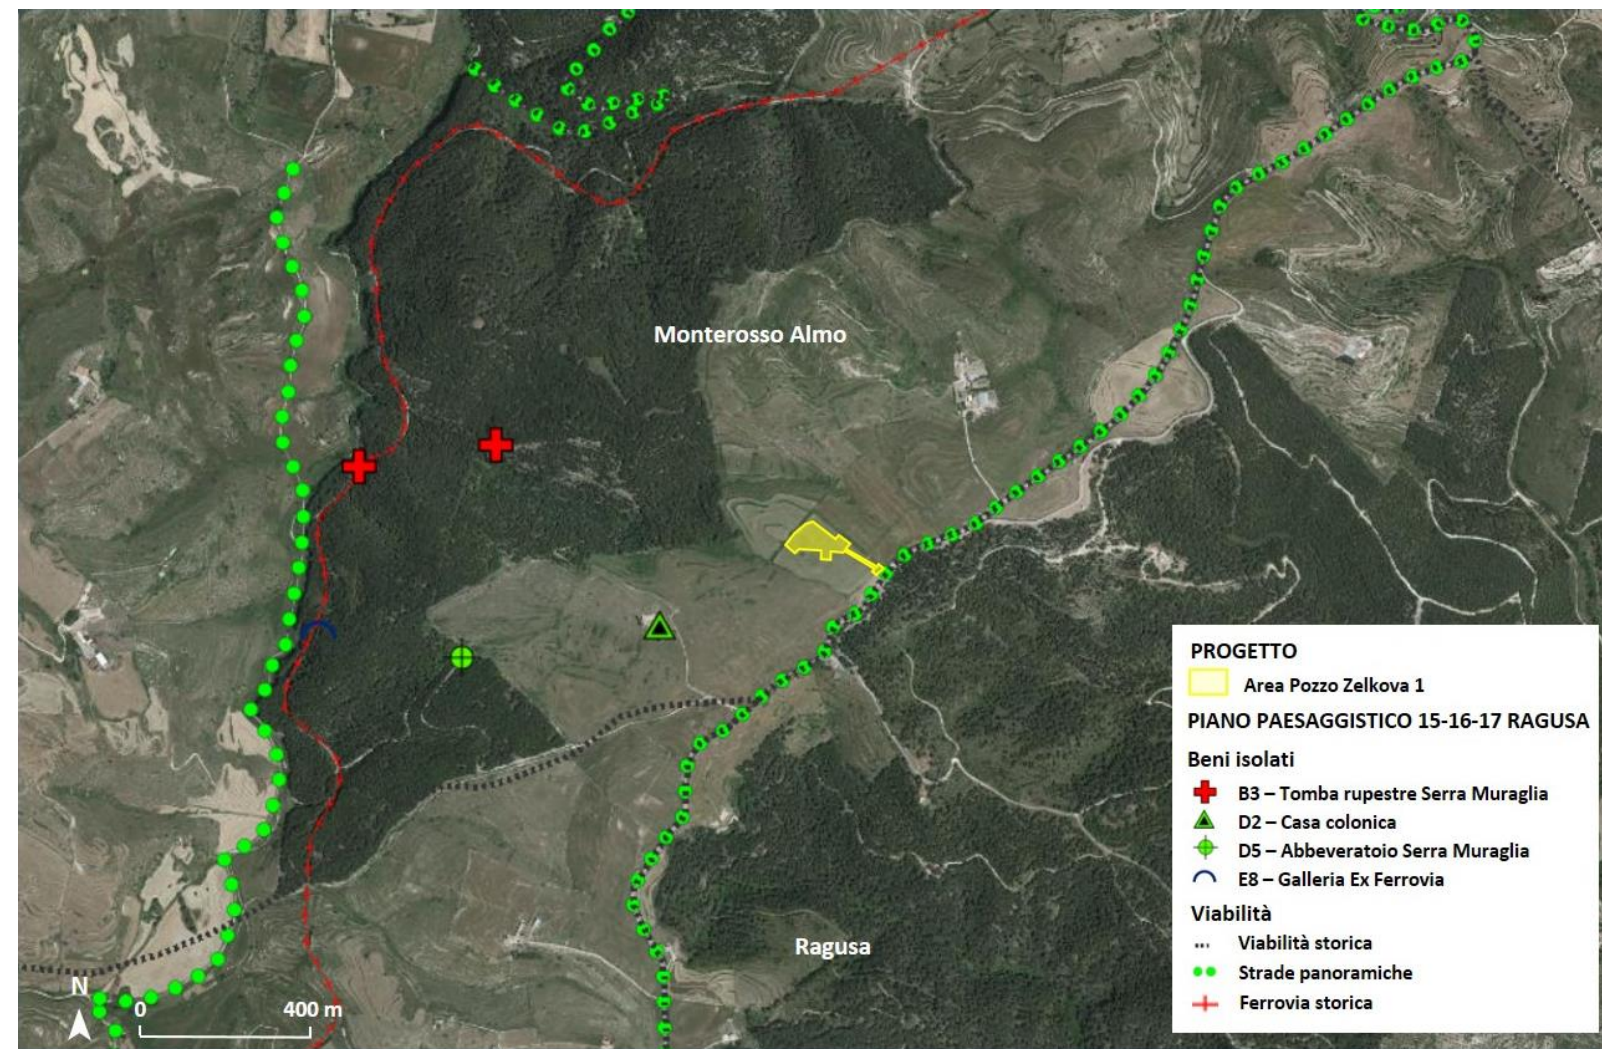 Monterosso Almo
Ragusa
N
0
400 m
PROGETTO
Area Pozzo Zelkova 1
PIANO PAESAGGISTICO 15-16-17 RAGUSA
Beni isolati
B3 – Tomba rupestre Serra Muraglia
D2 – Casa colonica
D5 – Abbeveratoio Serra Muraglia
E8 – Galleria Ex Ferrovia
Viabilità
Viabilità storica
Strade panoramiche
Ferrovia storica